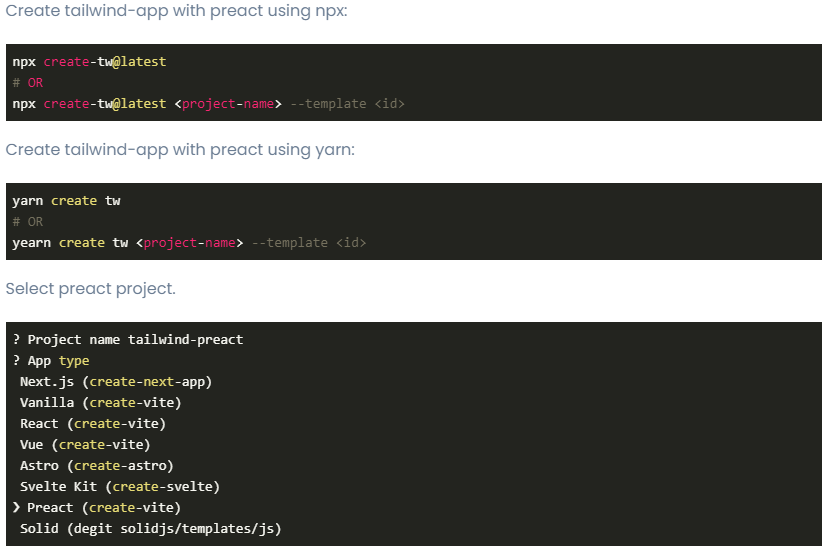 Create tailwind-app with preact using npx:
npx create-tw@latest
# OR
npx create-tw@latest <project-name> --template <id>
Create tailwind-app with preact using yarn:
yarn create tw
# OR
yearn create tw <project-name> --template <id>
Select preact project.
? Project name tailwind-preact
? App type
Next.js (create-next-app)
Vanilla (create-vite)
React (create-vite)
Vue (create-vite)
Astro (create-astro)
Svelte Kit (create-svelte)
❯ Preact (create-vite)
Solid (degit solidjs/templates/js)